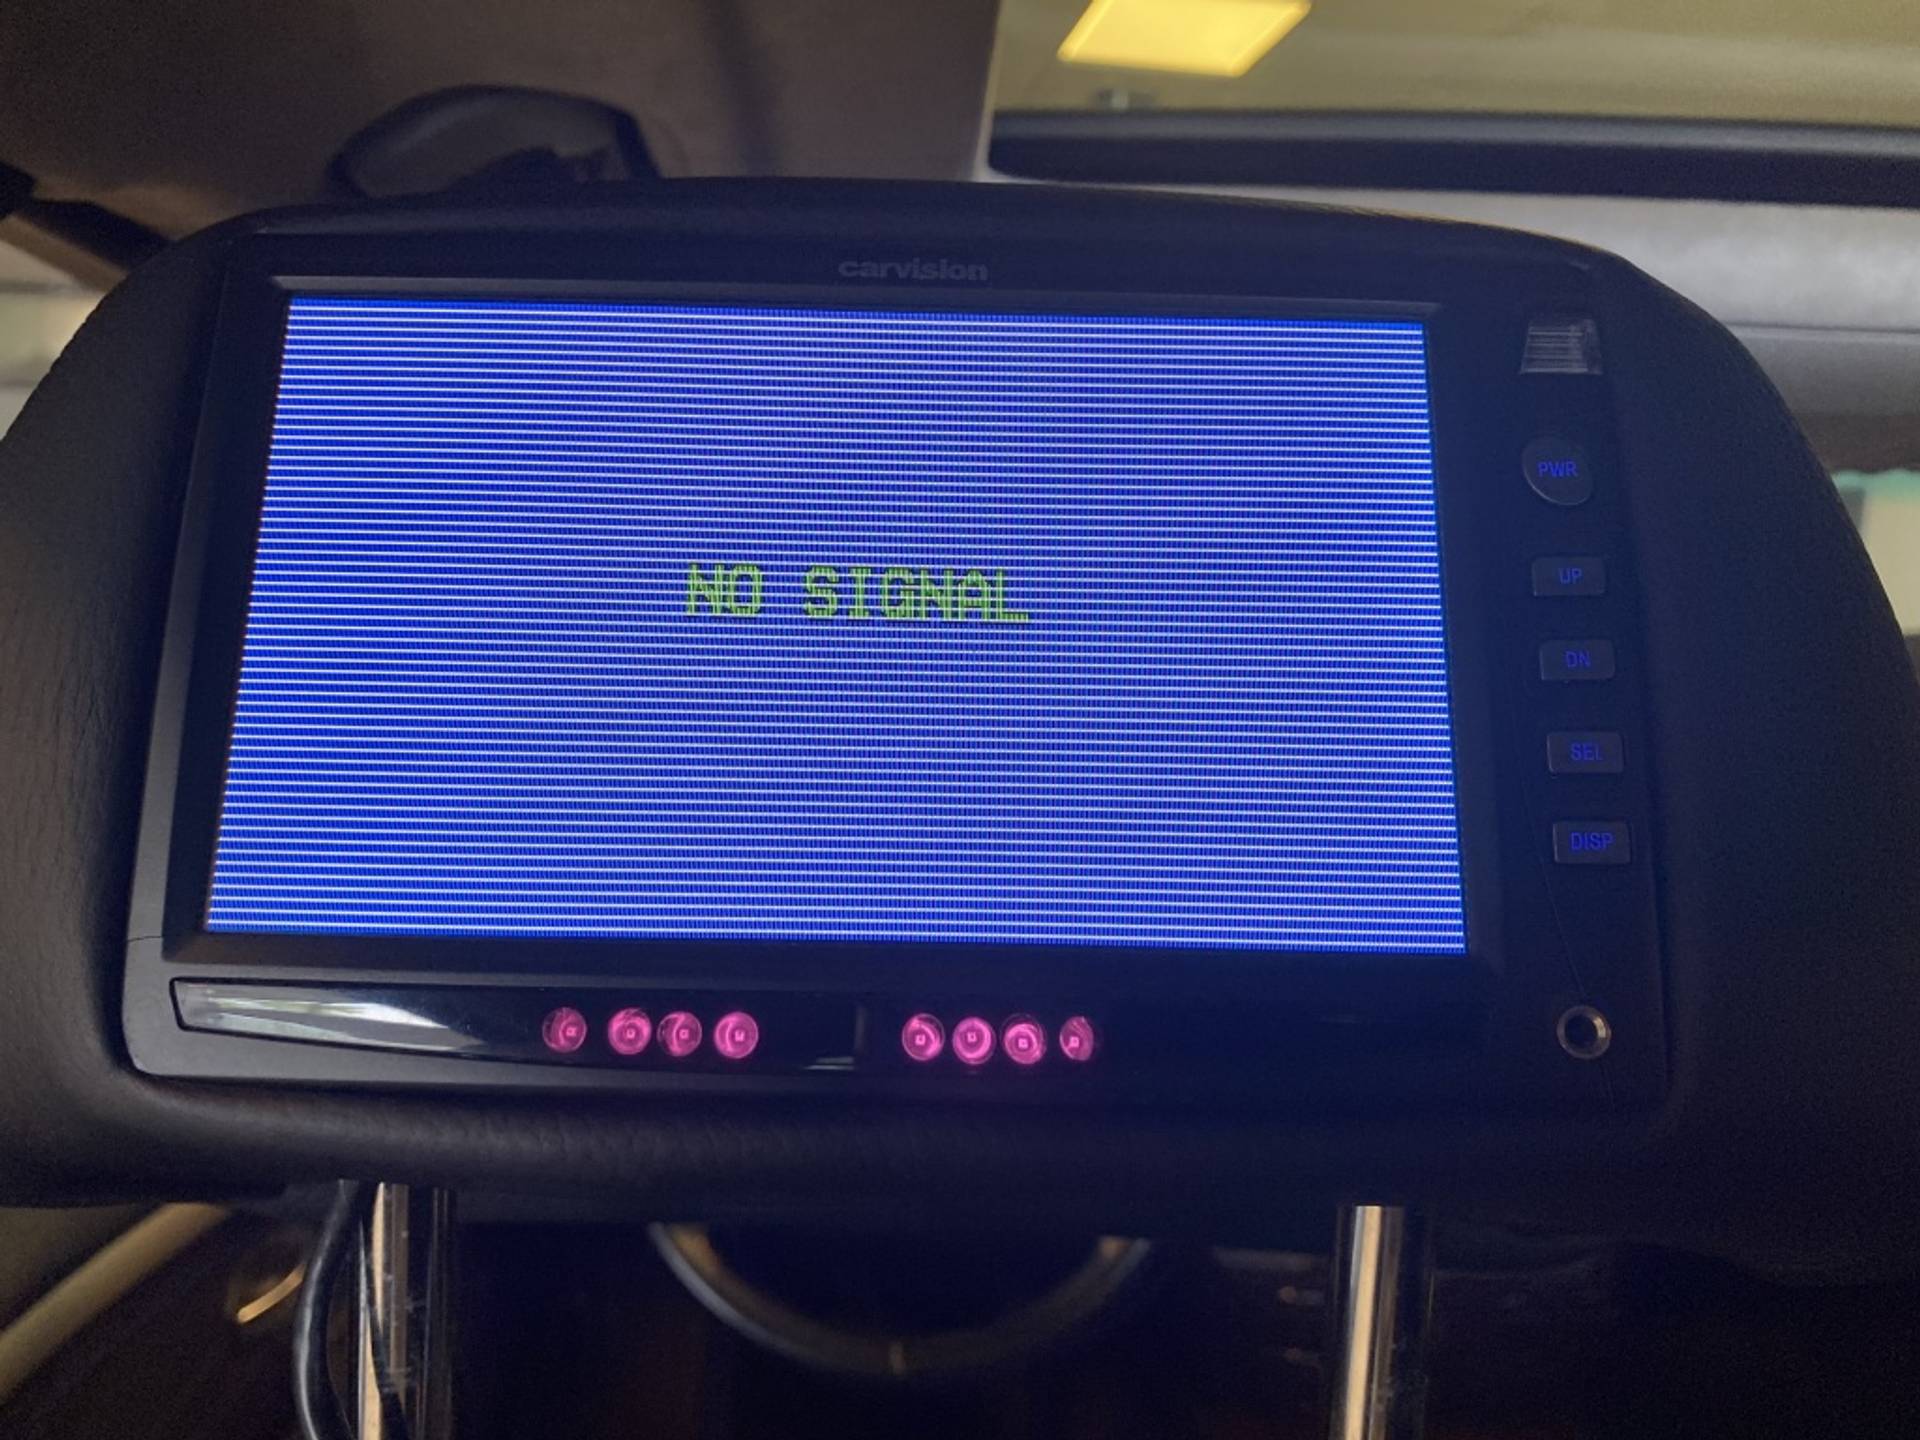 carvision
NO SIGNAL
PWR
UP
DN
SEL
DISP